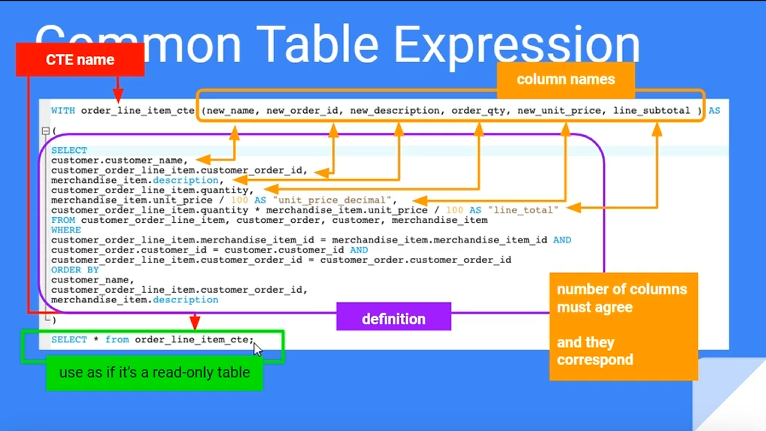 Common Table Expression
CTE name
column names
WITH order_line_item_cte (new_name, new_order_id, new_description, order_qty, new_unit_price, line_subtotal ) AS
(
SELECT
customer.customer_name,
customer_order_line_item.customer_order_id,
merchandise_item.description,
customer_order_line_item.quantity,
merchandise_item.unit_price / 100 AS "unit_price_decimal",
customer_order_line_item.quantity * merchandise_item.unit_price / 100 AS "line_total"
FROM customer_order_line_item, customer_order, customer, merchandise_item
WHERE
customer_order_line_item.merchandise_item_id = merchandise_item.merchandise_item_id AND
customer_order.customer_id = customer.customer_id AND
customer_order_line_item.customer_order_id = customer_order.customer_order_id
ORDER BY
customer_name,
customer_order_line_item.customer_order_id,
merchandise_item.description
)
definition
number of columns
must agree
and they
correspond
SELECT * from order_line_item_cte;
use as if it's a read-only table